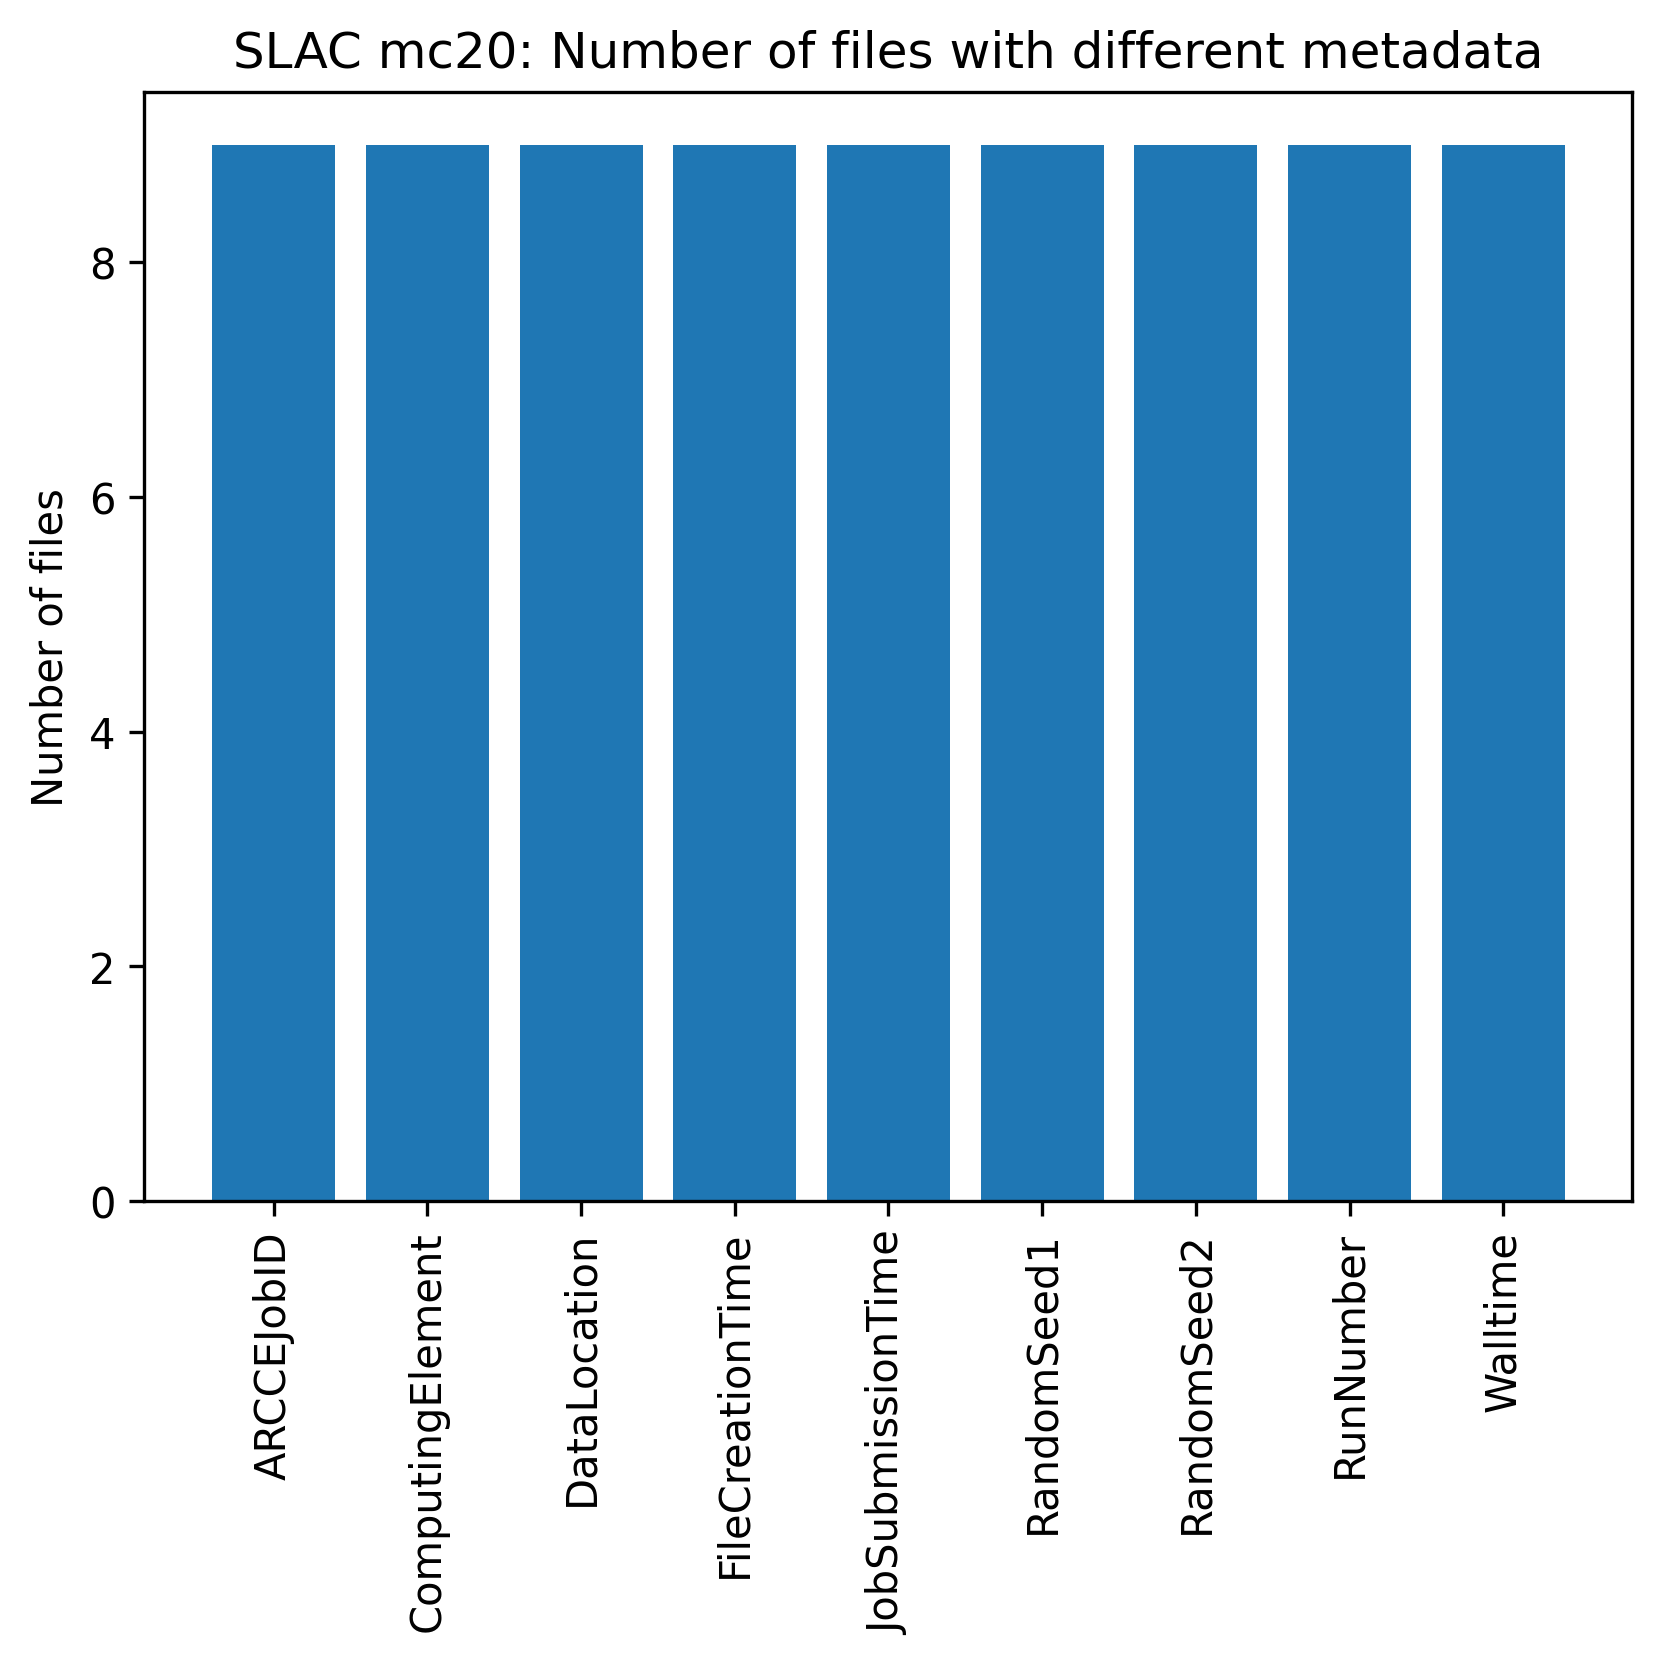 SLAC mc20: Number of files with different metadata
Number of files
8
6
4
2
0
ARCCEJobID
ComputingElement
DataLocation
FileCreationTime
JobSubmissionTime
RandomSeed1
RandomSeed2
RunNumber
Walltime